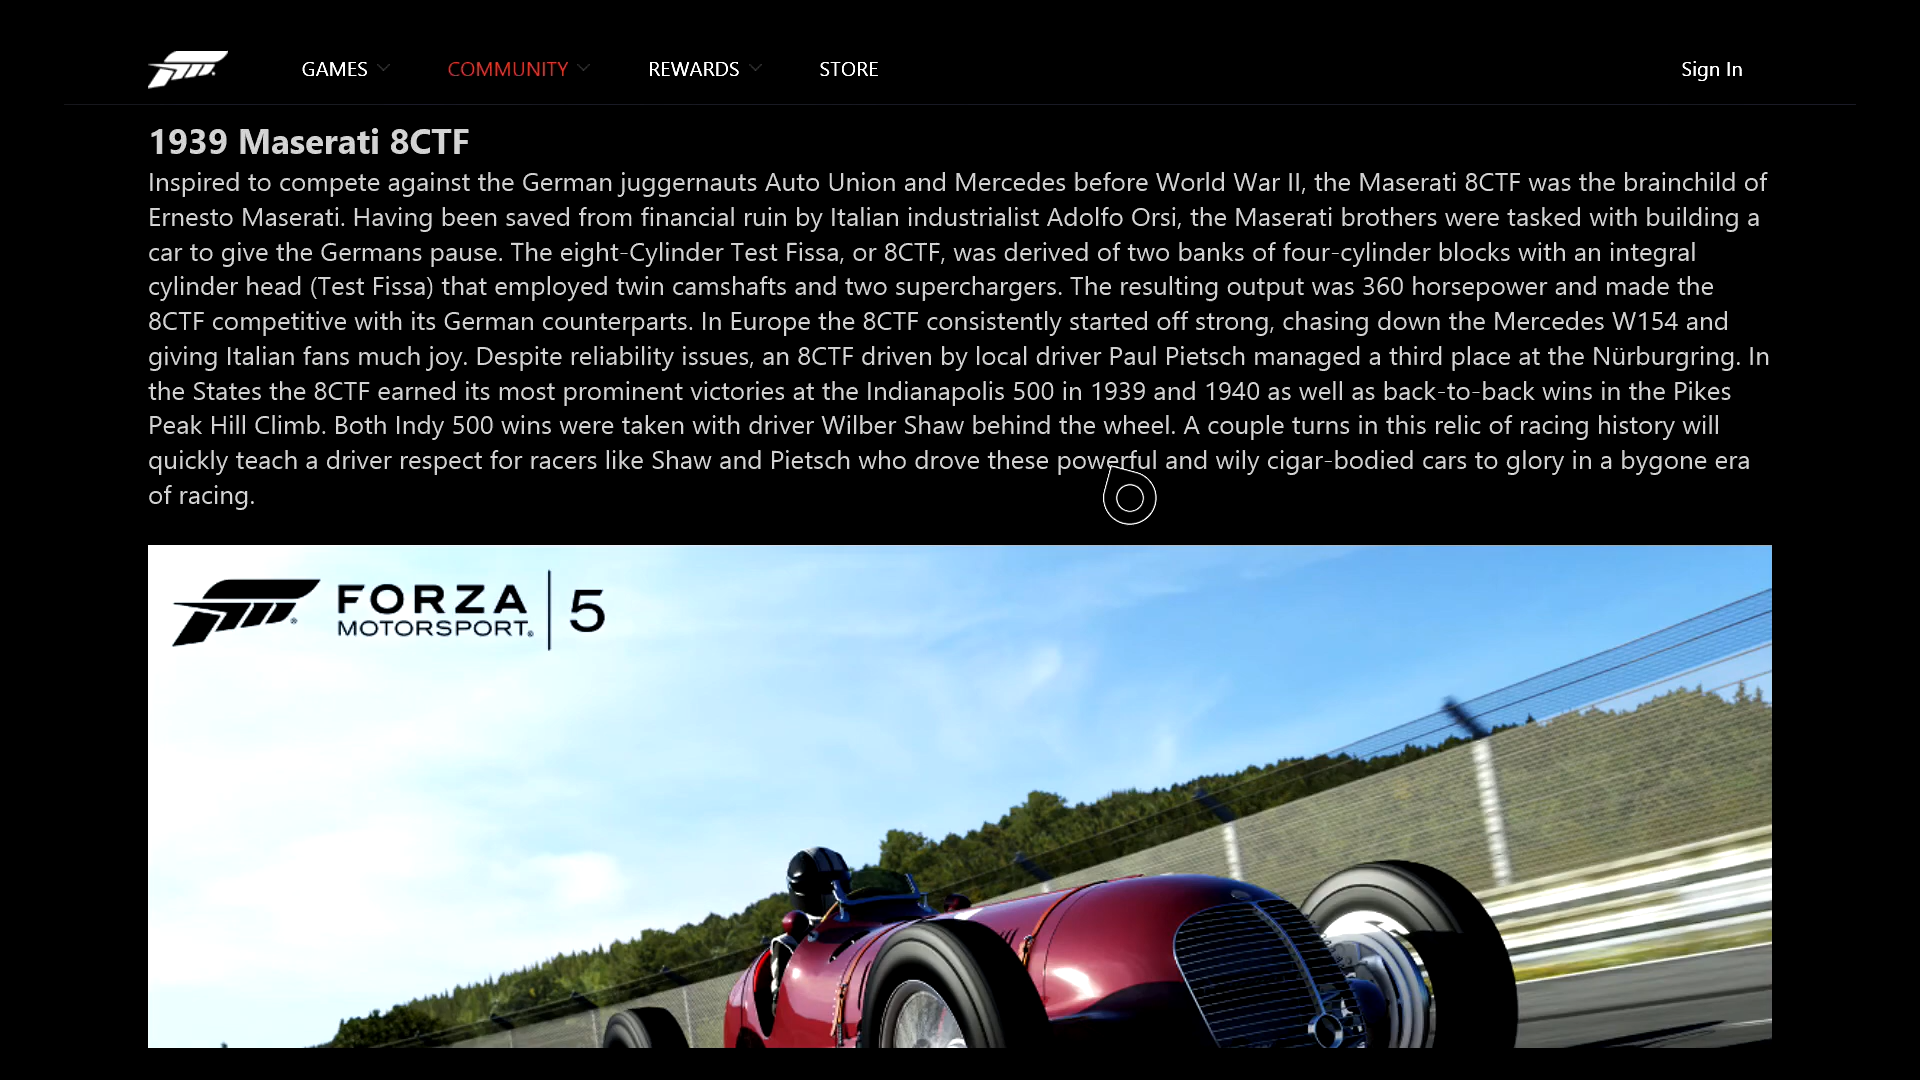 GAMES COMMUNITY REWARDS STORE Sign In
1939 Maserati 8CTF
Inspired to compete against the German juggernauts Auto Union and Mercedes before World War II, the Maserati 8CTF was the brainchild of
Ernesto Maserati. Having been saved from financial ruin by Italian industrialist Adolfo Orsi, the Maserati brothers were tasked with building a
car to give the Germans pause. The eight-Cylinder Test Fissa, or 8CTF, was derived of two banks of four-cylinder blocks with an integral
cylinder head (Test Fissa) that employed twin camshafts and two superchargers. The resulting output was 360 horsepower and made the
8CTF competitive with its German counterparts. In Europe the 8CTF consistently started off strong, chasing down the Mercedes W154 and
giving Italian fans much joy. Despite reliability issues, an 8CTF driven by local driver Paul Pietsch managed a third place at the Nürburgring. In
the States the 8CTF earned its most prominent victories at the Indianapolis 500 in 1939 and 1940 as well as back-to-back wins in the Pikes
Peak Hill Climb. Both Indy 500 wins were taken with driver Wilber Shaw behind the wheel. A couple turns in this relic of racing history will
quickly teach a driver respect for racers like Shaw and Pietsch who drove these powerful and wily cigar-bodied cars to glory in a bygone era
of racing.
FORZA
MOTORSPORT® 5